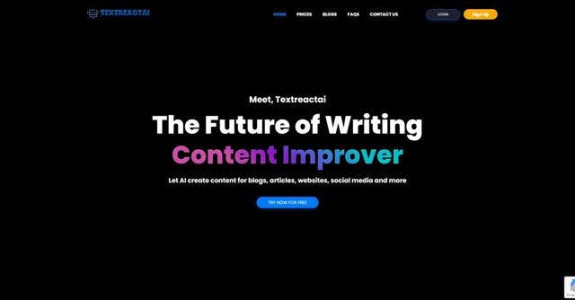 TEXTREACTAI
HOME PRICES BLOGS FAQS CONTACT US LOGIN Sign Up
Meet, Textreactai
The Future of Writing
Content Improver
Let AI create content for blogs, articles, websites, social media and more
TRY NOW FOR FREE